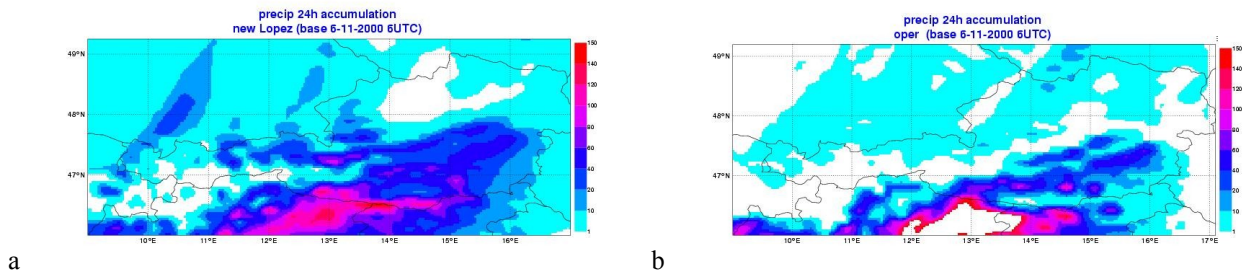 precip 24h accumulation
new Lopez (base 6-11-2000 6UTC)
49°N
48°N
47°N
10°E 11°E 12°E 13°E 14°E 15°E 16°E
150
140
120
100
80
60
40
20
10
1
a
precip 24h accumulation
oper (base 6-11-2000 6UTC)
49°N
48°N
47°N
10°E 11°E 12°E 13°E 14°E 15°E 16°E 17°E
150
140
120
100
80
60
40
20
10
1
b